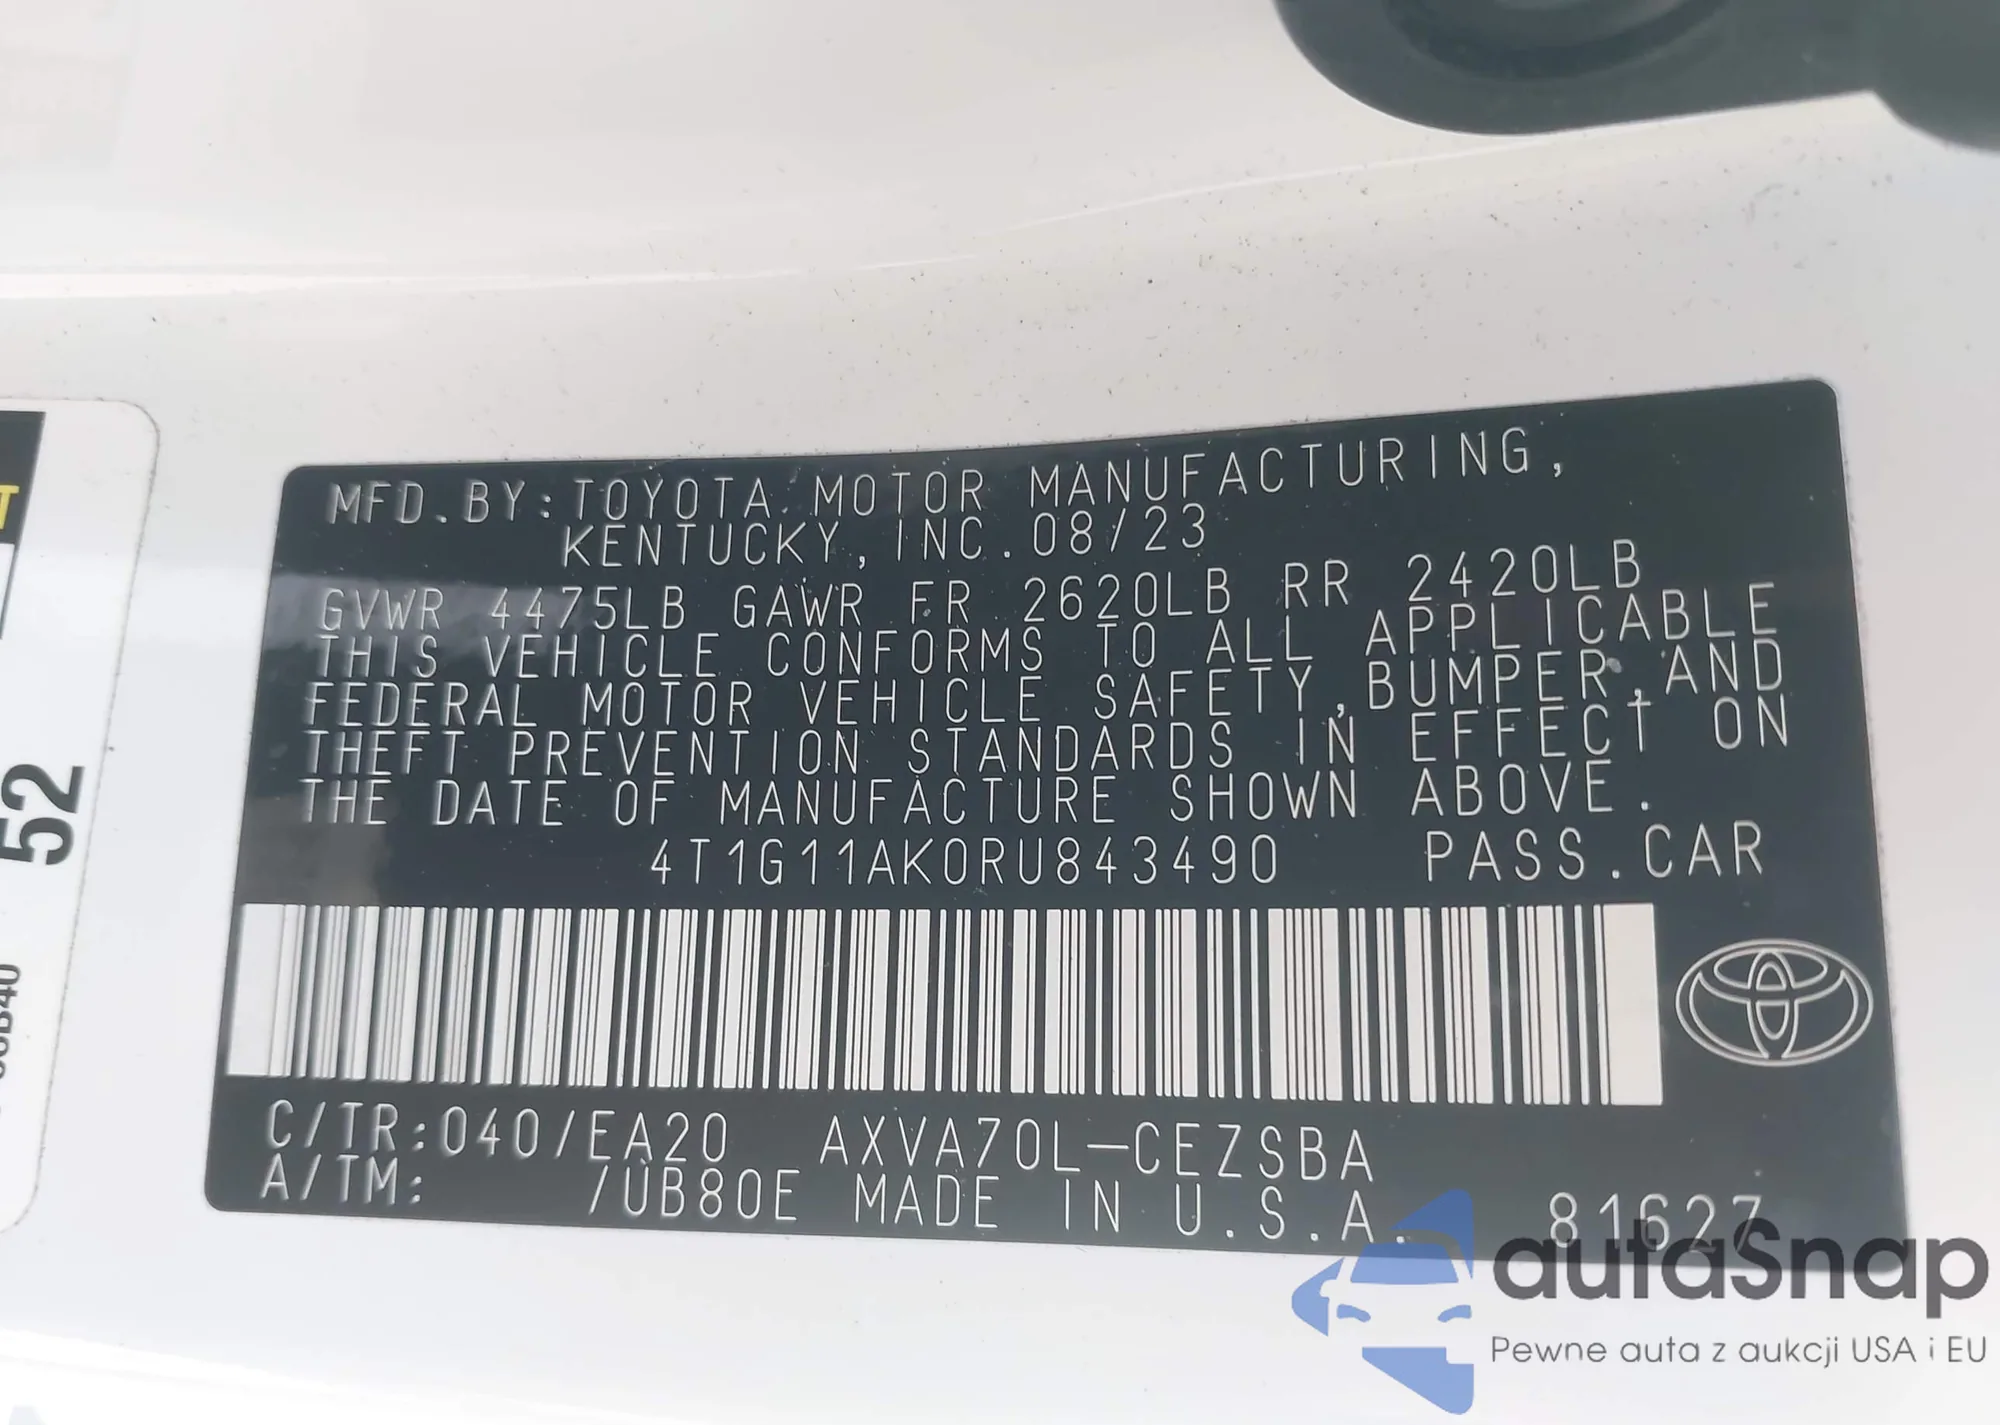 MFD.BY:TOYOTA MOTOR MANUFACTURING,
KENTUCKY,INC.08/23
GVWR 4475LB GAWR FR 2620LB RR 2420LB
THIS VEHICLE CONFORMS TO ALL APPLICABLE
FEDERAL MOTOR VEHICLE SAFETY,BUMPER,AND
THEFT PREVENTION STANDARDS IN EFFECT ON
THE DATE OF MANUFACTURE SHOWN ABOVE.
4T1G11AK0RU843490 PASS.CAR
C/TR:040/EA20 AXVA70L-CEZSBA
A/TM: /UB80E MADE IN U.S.A. 81627
52
autaSnap
Pewne auta z aukcji USA i EU